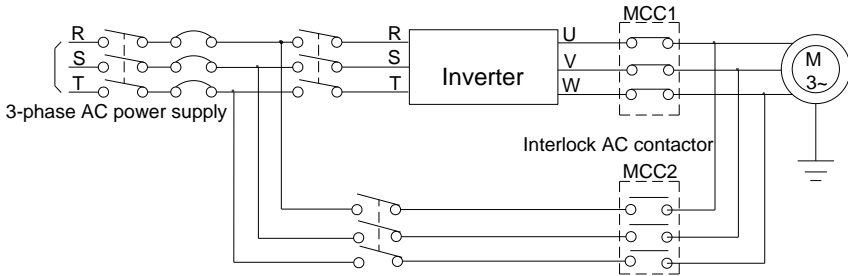 MCC1
R
R
U
S
S
V
T
T
W
Inverter
M
3~
3-phase AC power supply
Interlock AC contactor
MCC2